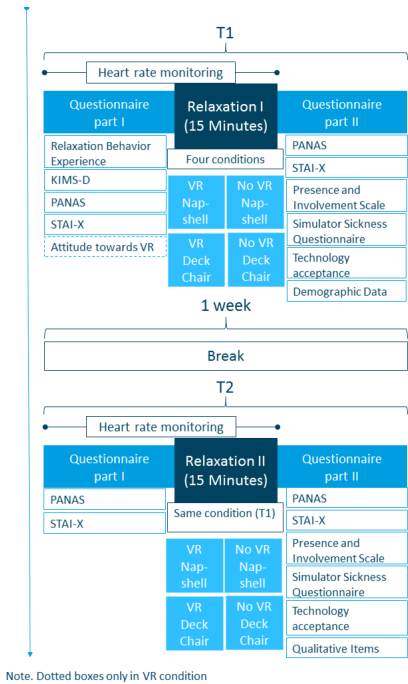 T1
Heart rate monitoring
Questionnaire
part I
Relaxation I
(15 Minutes)
Questionnaire
part II
Relaxation Behavior
Experience
KIMS-D
PANAS
STAI-X
Attitude towards VR
Four conditions
VR
Nap-
shell
No VR
Nap-
shell
VR
Deck
Chair
No VR
Deck
Chair
PANAS
STAI-X
Presence and
Involvement Scale
Simulator Sickness
Questionnaire
Technology
acceptance
Demographic Data
1 week
Break
T2
Heart rate monitoring
Questionnaire
part I
Relaxation II
(15 Minutes)
Questionnaire
part II
PANAS
STAI-X
Same condition (T1)
VR
Nap-
shell
No VR
Nap-
shell
VR
Deck
Chair
No VR
Deck
Chair
PANAS
STAI-X
Presence and
Involvement Scale
Simulator Sickness
Questionnaire
Technology
acceptance
Qualitative Items
Note. Dotted boxes only in VR condition